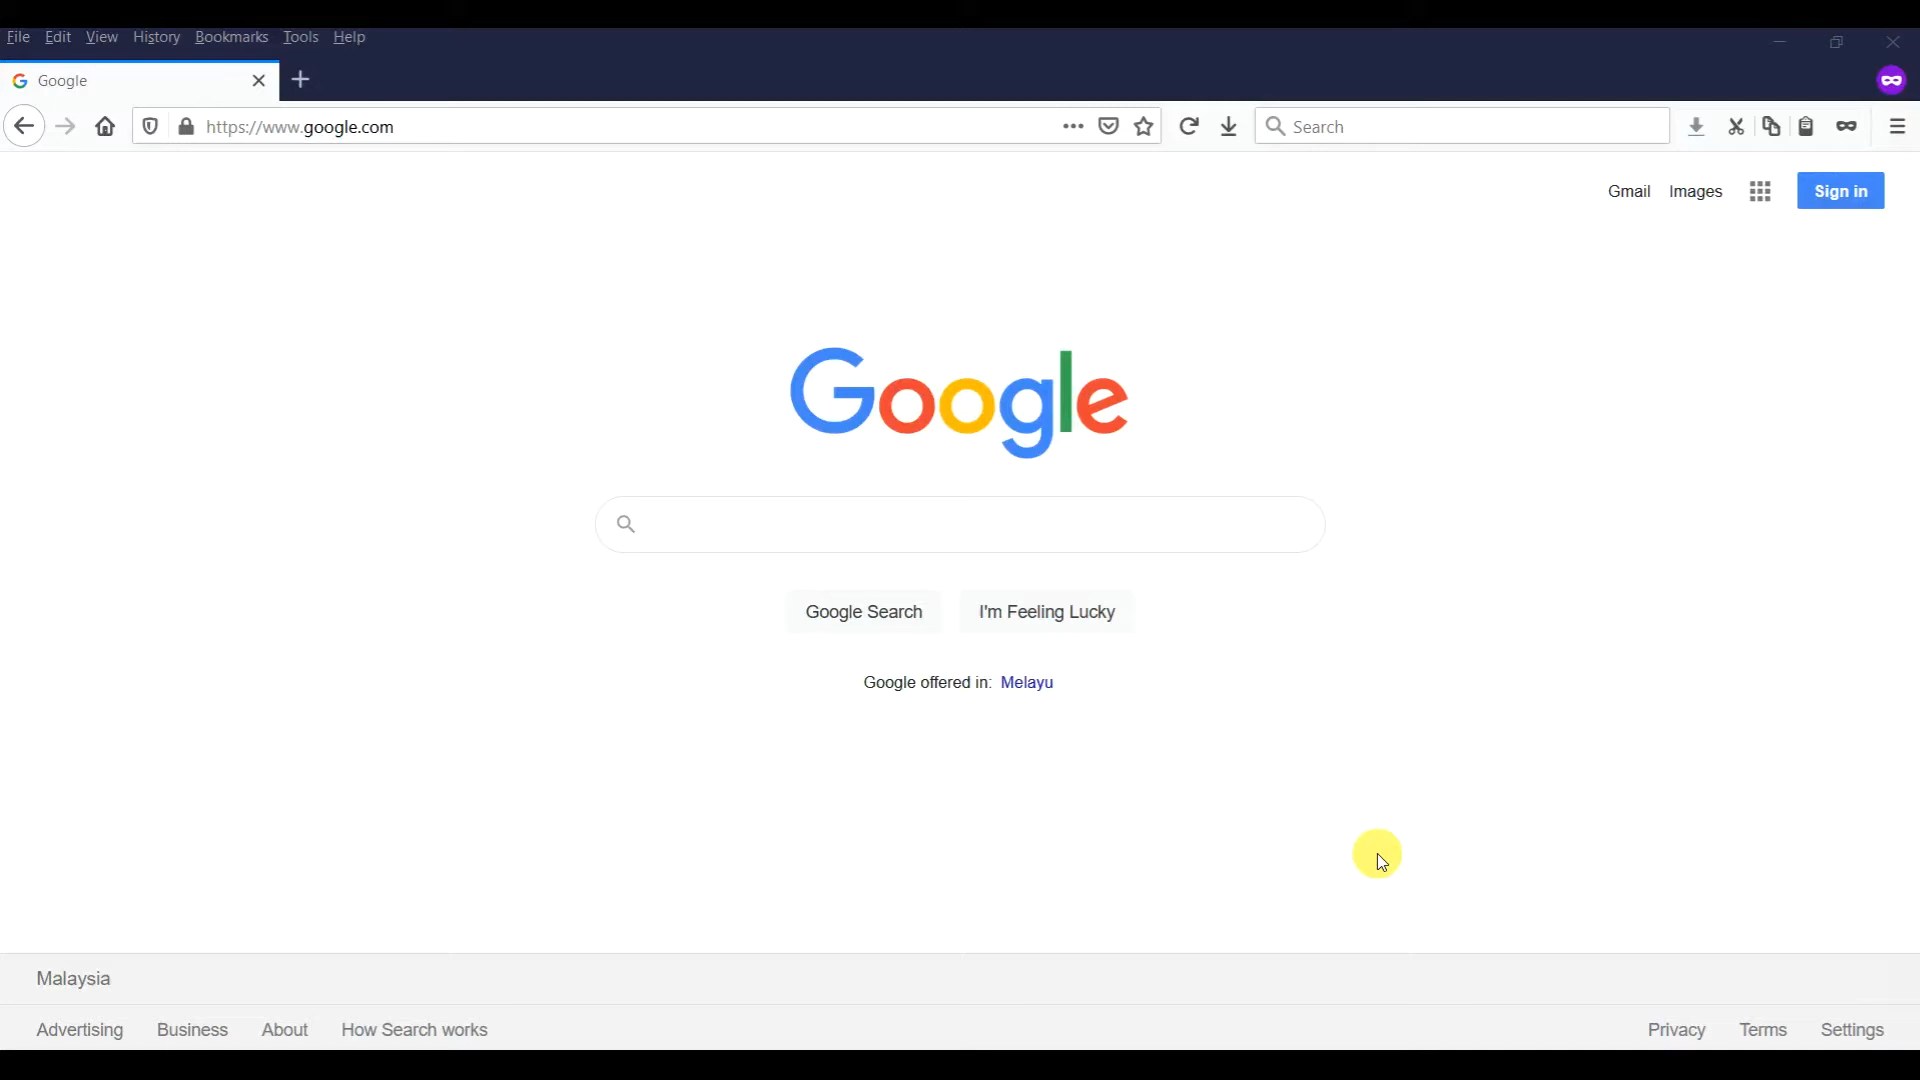 File Edit View History Bookmarks Tools Help
Google
https://www.google.com
Search
Gmail Images Sign in
Google
Google Search I'm Feeling Lucky
Google offered in: Melayu
Malaysia
Advertising Business About How Search works Privacy Terms Settings